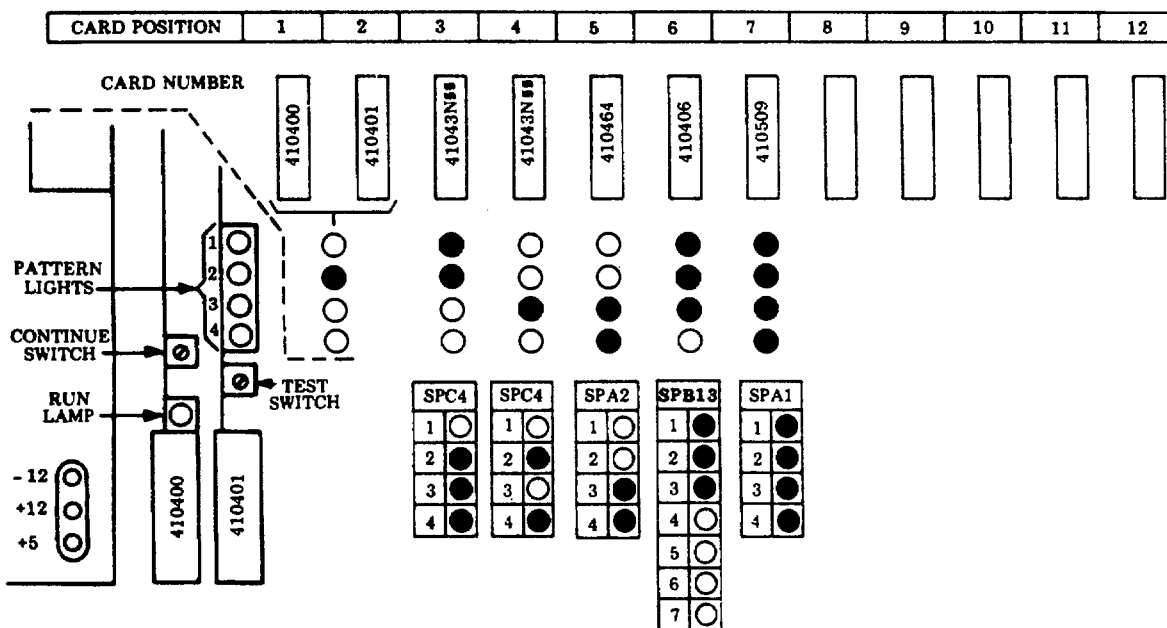 CARD POSITION 1 2 3 4 5 6 7 8 9 10 11 12
CARD NUMBER
410400
410401
41043N$$
41043N$$
410464
410406
410509
PATTERN
LIGHTS
1
2
3
4
CONTINUE
SWITCH
TEST
SWITCH
RUN
LAMP
- 12
+12
+5
410400
410401
SPC4
1
2
3
4
SPC4
1
2
3
4
SPA2
1
2
3
4
SPB13
1
2
3
4
5
6
7
SPA1
1
2
3
4